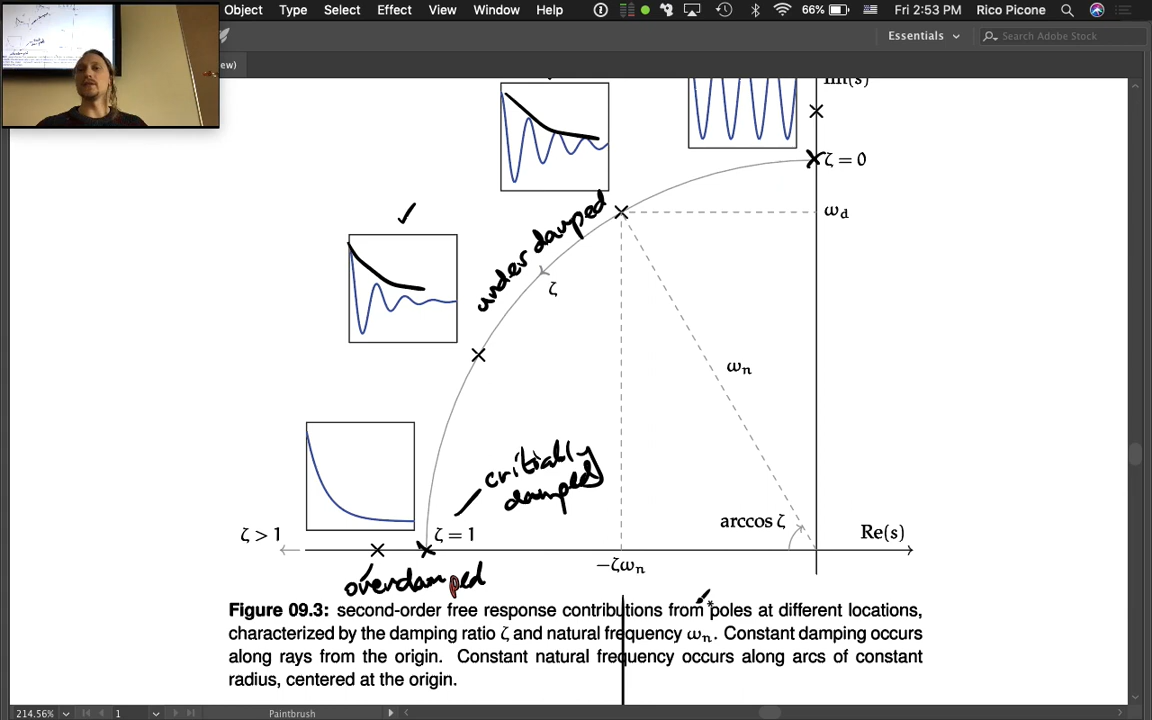 Object Type Select Effect View Window Help 66% Fri 2:53 PM Rico Picone
Essentials Search Adobe Stock
ew)
Im(s)
ζ = 0
ω_d
under damped
ζ
ω_n
critially
damped
arccos ζ
Re(s)
ζ > 1
ζ = 1
−ζω_n
overdamped
Figure 09.3: second-order free response contributions from poles at different locations,
characterized by the damping ratio ζ and natural frequency ω_n. Constant damping occurs
along rays from the origin. Constant natural frequency occurs along arcs of constant
radius, centered at the origin.
214.56% 1 Paintbrush